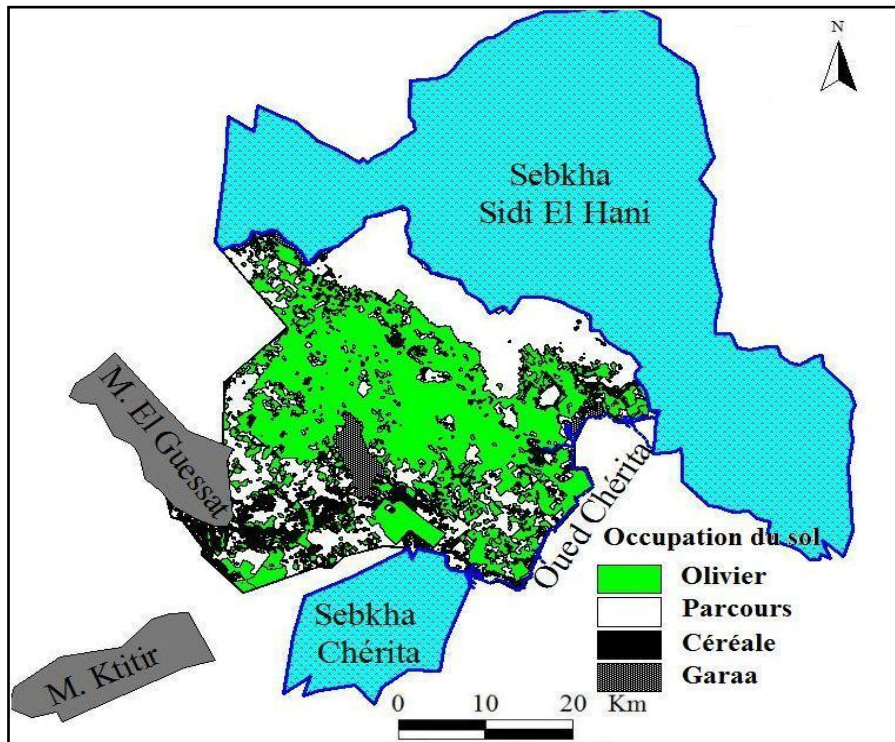 N
Sebkha
Sidi El Hani
M. El Guessat
Oued Chérita
Occupation du sol
Olivier
Parcours
Céréale
Garaa
Sebkha
Chérita
M. Ktitir
0 10 20 Km